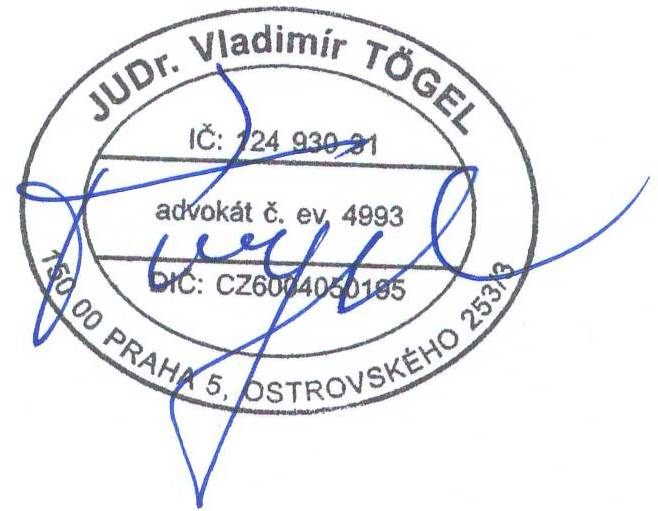 JUDr. Vladimír TÖGEL
IČ: 124 930 31
advokát č. ev. 4993
DIČ: CZ6004050195
150 00 PRAHA 5, OSTROVSKÉHO 253/3